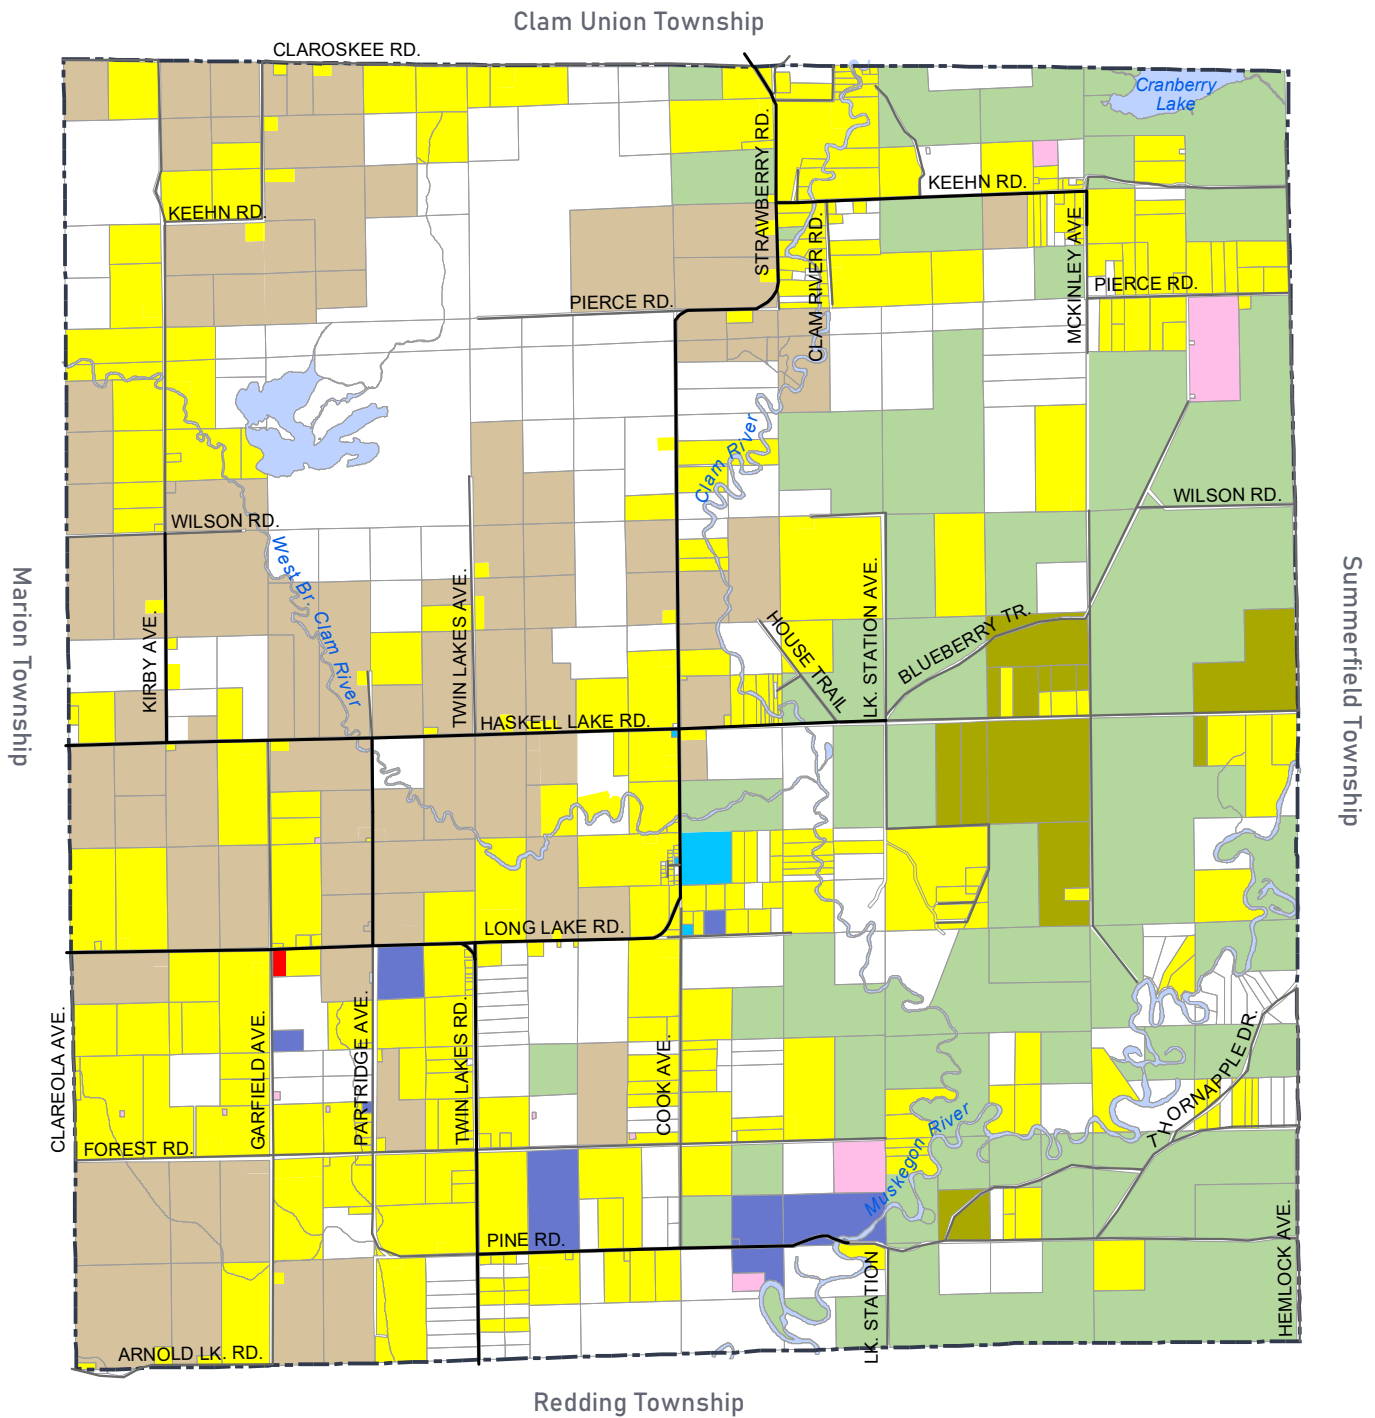 Clam Union Township
CLAROSKEE RD.
Cranberry
Lake
STRAWBERRY RD.
KEEHN RD.
KEEHN RD.
CLAM RIVER RD.
MCKINLEY AVE
PIERCE RD.
PIERCE RD.
Clam River
WILSON RD.
WILSON RD.
West Br. Clam River
Marion Township
Summerfield Township
KIRBY AVE.
TWIN LAKES AVE.
HOUSE TRAIL
LK. STATION AVE.
BLUEBERRY TR.
HASKELL LAKE RD.
LONG LAKE RD.
CLAREOLA AVE.
GARFIELD AVE.
PARTRIDGE AVE.
TWIN LAKES RD.
COOK AVE.
THORNAPPLE DR.
FOREST RD.
Muskegon River
PINE RD.
LK. STATION
HEMLOCK AVE.
ARNOLD LK. RD.
Redding Township